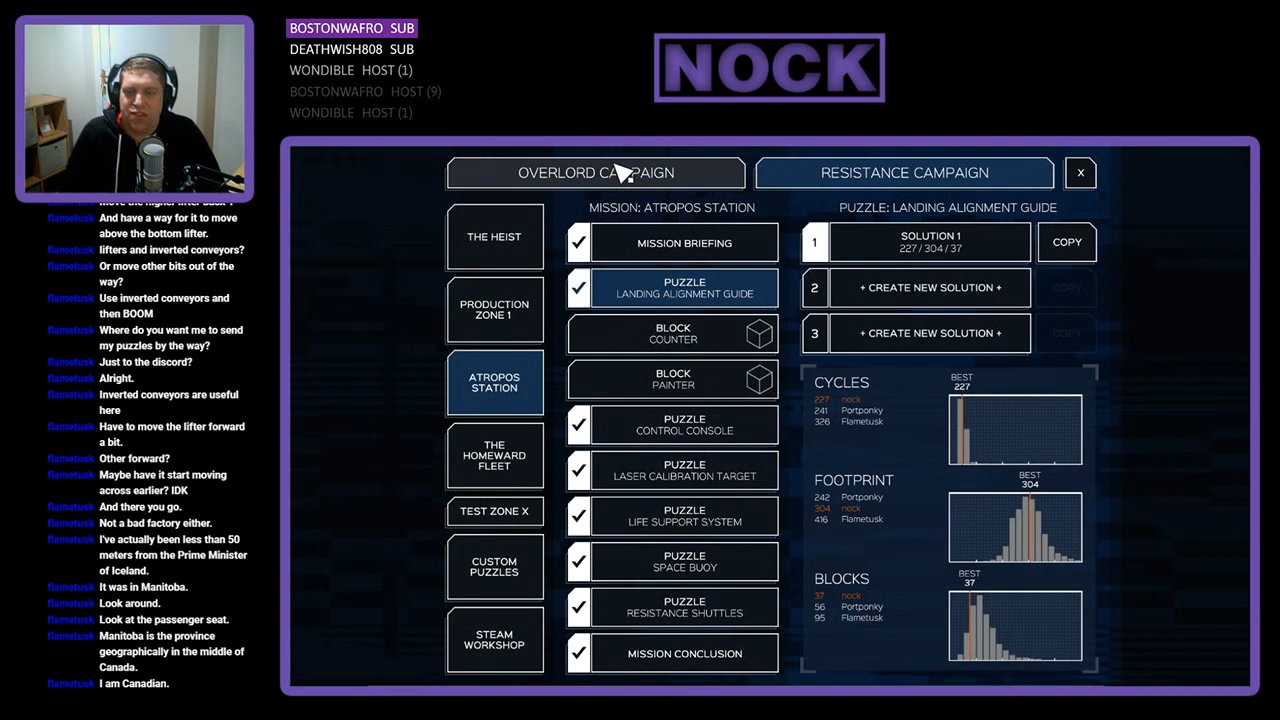 BOSTONWAFRO SUB
DEATHWISH808 SUB
WONDIBLE HOST (1)
BOSTONWAFRO HOST (9)
WONDIBLE HOST (1)
NOCK
flametusk And have a way for it to move
above the bottom lifter.
flametusk lifters and inverted conveyors?
flametusk Or move other bits out of the
way?
flametusk Use inverted conveyors and
then BOOM
flametusk Where do you want me to send
my puzzles by the way?
flametusk Just to the discord?
flametusk Alright.
flametusk Inverted conveyors are useful
here
flametusk Have to move the lifter forward
a bit.
flametusk Other forward?
flametusk Maybe have it start moving
across earlier? IDK
flametusk And there you go.
flametusk Not a bad factory either.
flametusk I've actually been less than 50
meters from the Prime Minister
of Iceland.
flametusk It was in Manitoba.
flametusk Look around.
flametusk Look at the passenger seat.
flametusk Manitoba is the province
geographically in the middle of
Canada.
flametusk I am Canadian.
OVERLORD CAMPAIGN
RESISTANCE CAMPAIGN
X
THE HEIST
PRODUCTION
ZONE 1
ATROPOS
STATION
THE
HOMEWARD
FLEET
TEST ZONE X
CUSTOM
PUZZLES
STEAM
WORKSHOP
MISSION: ATROPOS STATION
MISSION BRIEFING
PUZZLE
LANDING ALIGNMENT GUIDE
BLOCK
COUNTER
BLOCK
PAINTER
PUZZLE
CONTROL CONSOLE
PUZZLE
LASER CALIBRATION TARGET
PUZZLE
LIFE SUPPORT SYSTEM
PUZZLE
SPACE BUOY
PUZZLE
RESISTANCE SHUTTLES
MISSION CONCLUSION
PUZZLE: LANDING ALIGNMENT GUIDE
1 SOLUTION 1
227 / 304 / 37
COPY
2 + CREATE NEW SOLUTION +
COPY
3 + CREATE NEW SOLUTION +
COPY
CYCLES
227 nock
241 Portponky
326 Flametusk
BEST
227
FOOTPRINT
242 Portponky
304 nock
416 Flametusk
BEST
304
BLOCKS
37 nock
56 Portponky
95 Flametusk
BEST
37